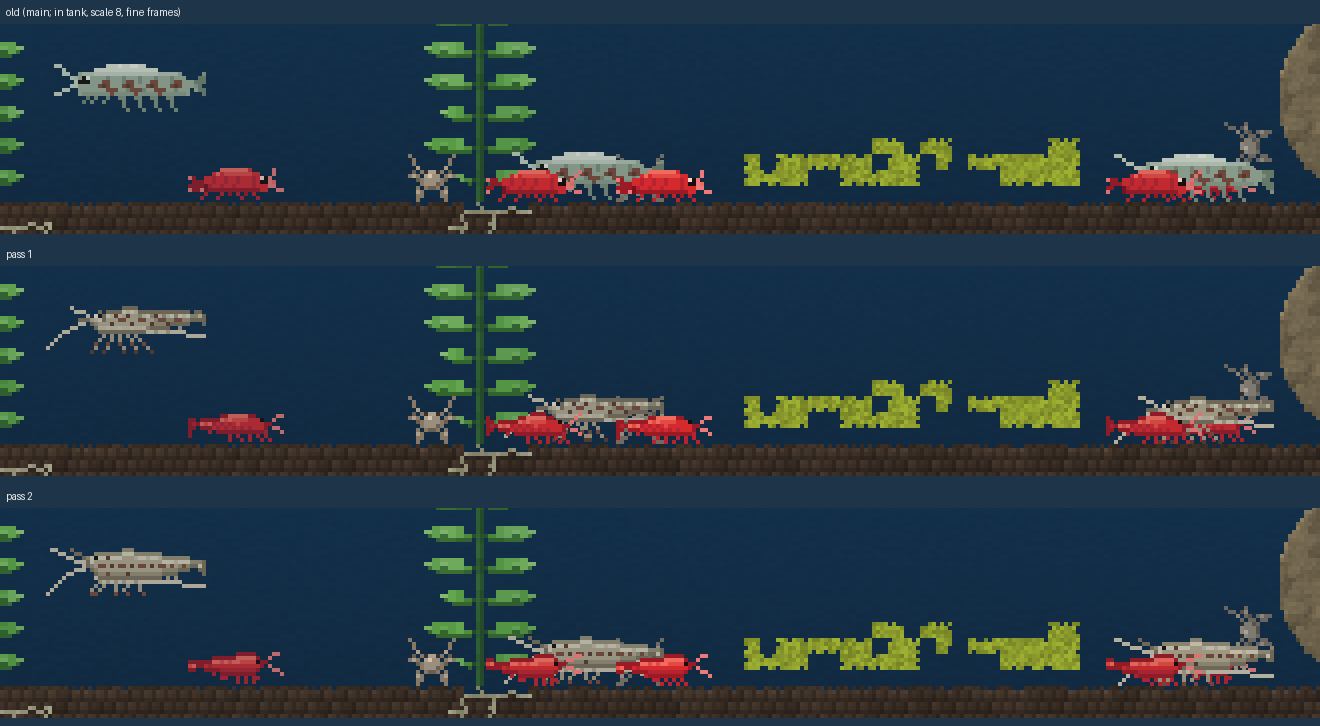 old (main; in tank, scale 8, fine frames)
pass 1
pass 2